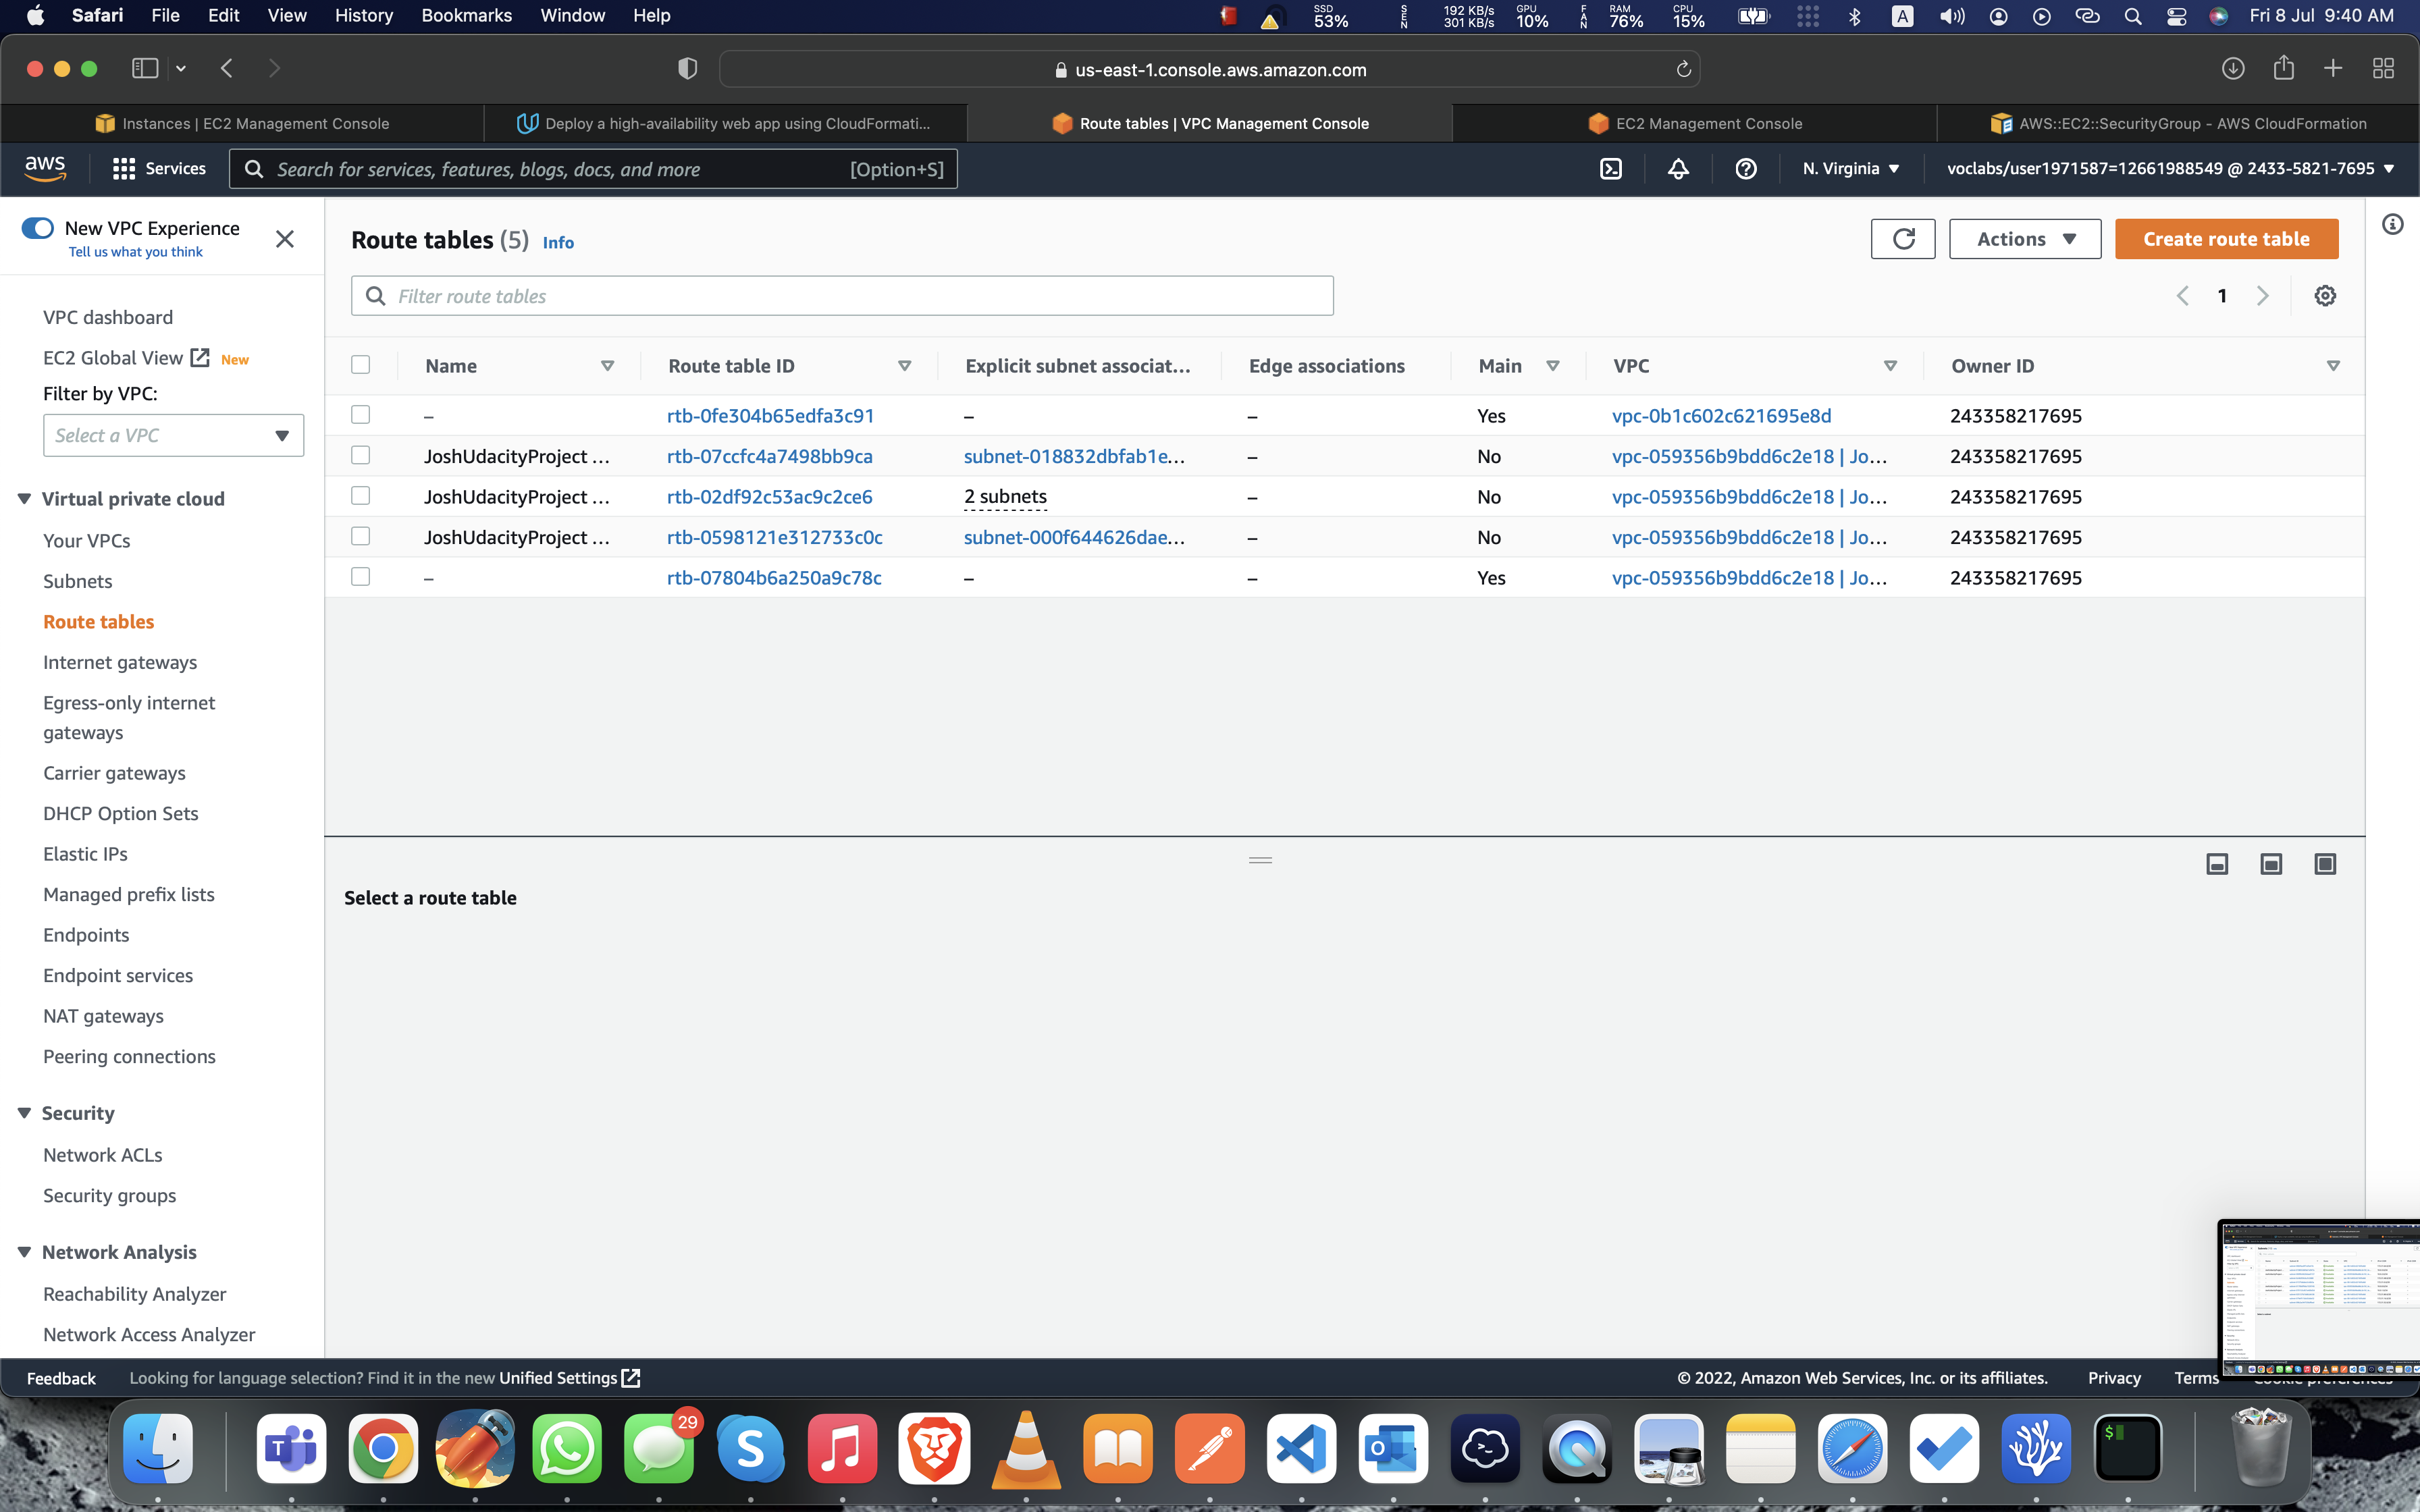 Safari File Edit View History Bookmarks Window Help SSD 53% SEN 192 KB/s 301 KB/s GPU 10% FAN RAM 76% CPU 15% A Fri 8 Jul 9:40 AM
us-east-1.console.aws.amazon.com
Instances | EC2 Management Console Deploy a high-availability web app using CloudFormati... Route tables | VPC Management Console EC2 Management Console AWS::EC2::SecurityGroup - AWS CloudFormation
aws Services Search for services, features, blogs, docs, and more [Option+S] N. Virginia voclabs/user1971587=12661988549 @ 2433-5821-7695
New VPC Experience
Tell us what you think
VPC dashboard
EC2 Global View New
Filter by VPC:
Select a VPC
Virtual private cloud
Your VPCs
Subnets
Route tables
Internet gateways
Egress-only internet
gateways
Carrier gateways
DHCP Option Sets
Elastic IPs
Managed prefix lists
Endpoints
Endpoint services
NAT gateways
Peering connections
Security
Network ACLs
Security groups
Network Analysis
Reachability Analyzer
Network Access Analyzer
Route tables (5) Info Actions Create route table
Filter route tables 1
Name Route table ID Explicit subnet associat... Edge associations Main VPC Owner ID
– rtb-0fe304b65edfa3c91 – – Yes vpc-0b1c602c621695e8d 243358217695
JoshUdacityProject ... rtb-07ccfc4a7498bb9ca subnet-018832dbfab1e... – No vpc-059356b9bdd6c2e18 | Jo... 243358217695
JoshUdacityProject ... rtb-02df92c53ac9c2ce6 2 subnets – No vpc-059356b9bdd6c2e18 | Jo... 243358217695
JoshUdacityProject ... rtb-0598121e312733c0c subnet-000f644626dae... – No vpc-059356b9bdd6c2e18 | Jo... 243358217695
– rtb-07804b6a250a9c78c – – Yes vpc-059356b9bdd6c2e18 | Jo... 243358217695
Select a route table
Feedback Looking for language selection? Find it in the new Unified Settings © 2022, Amazon Web Services, Inc. or its affiliates. Privacy Terms Cookie preferences
29